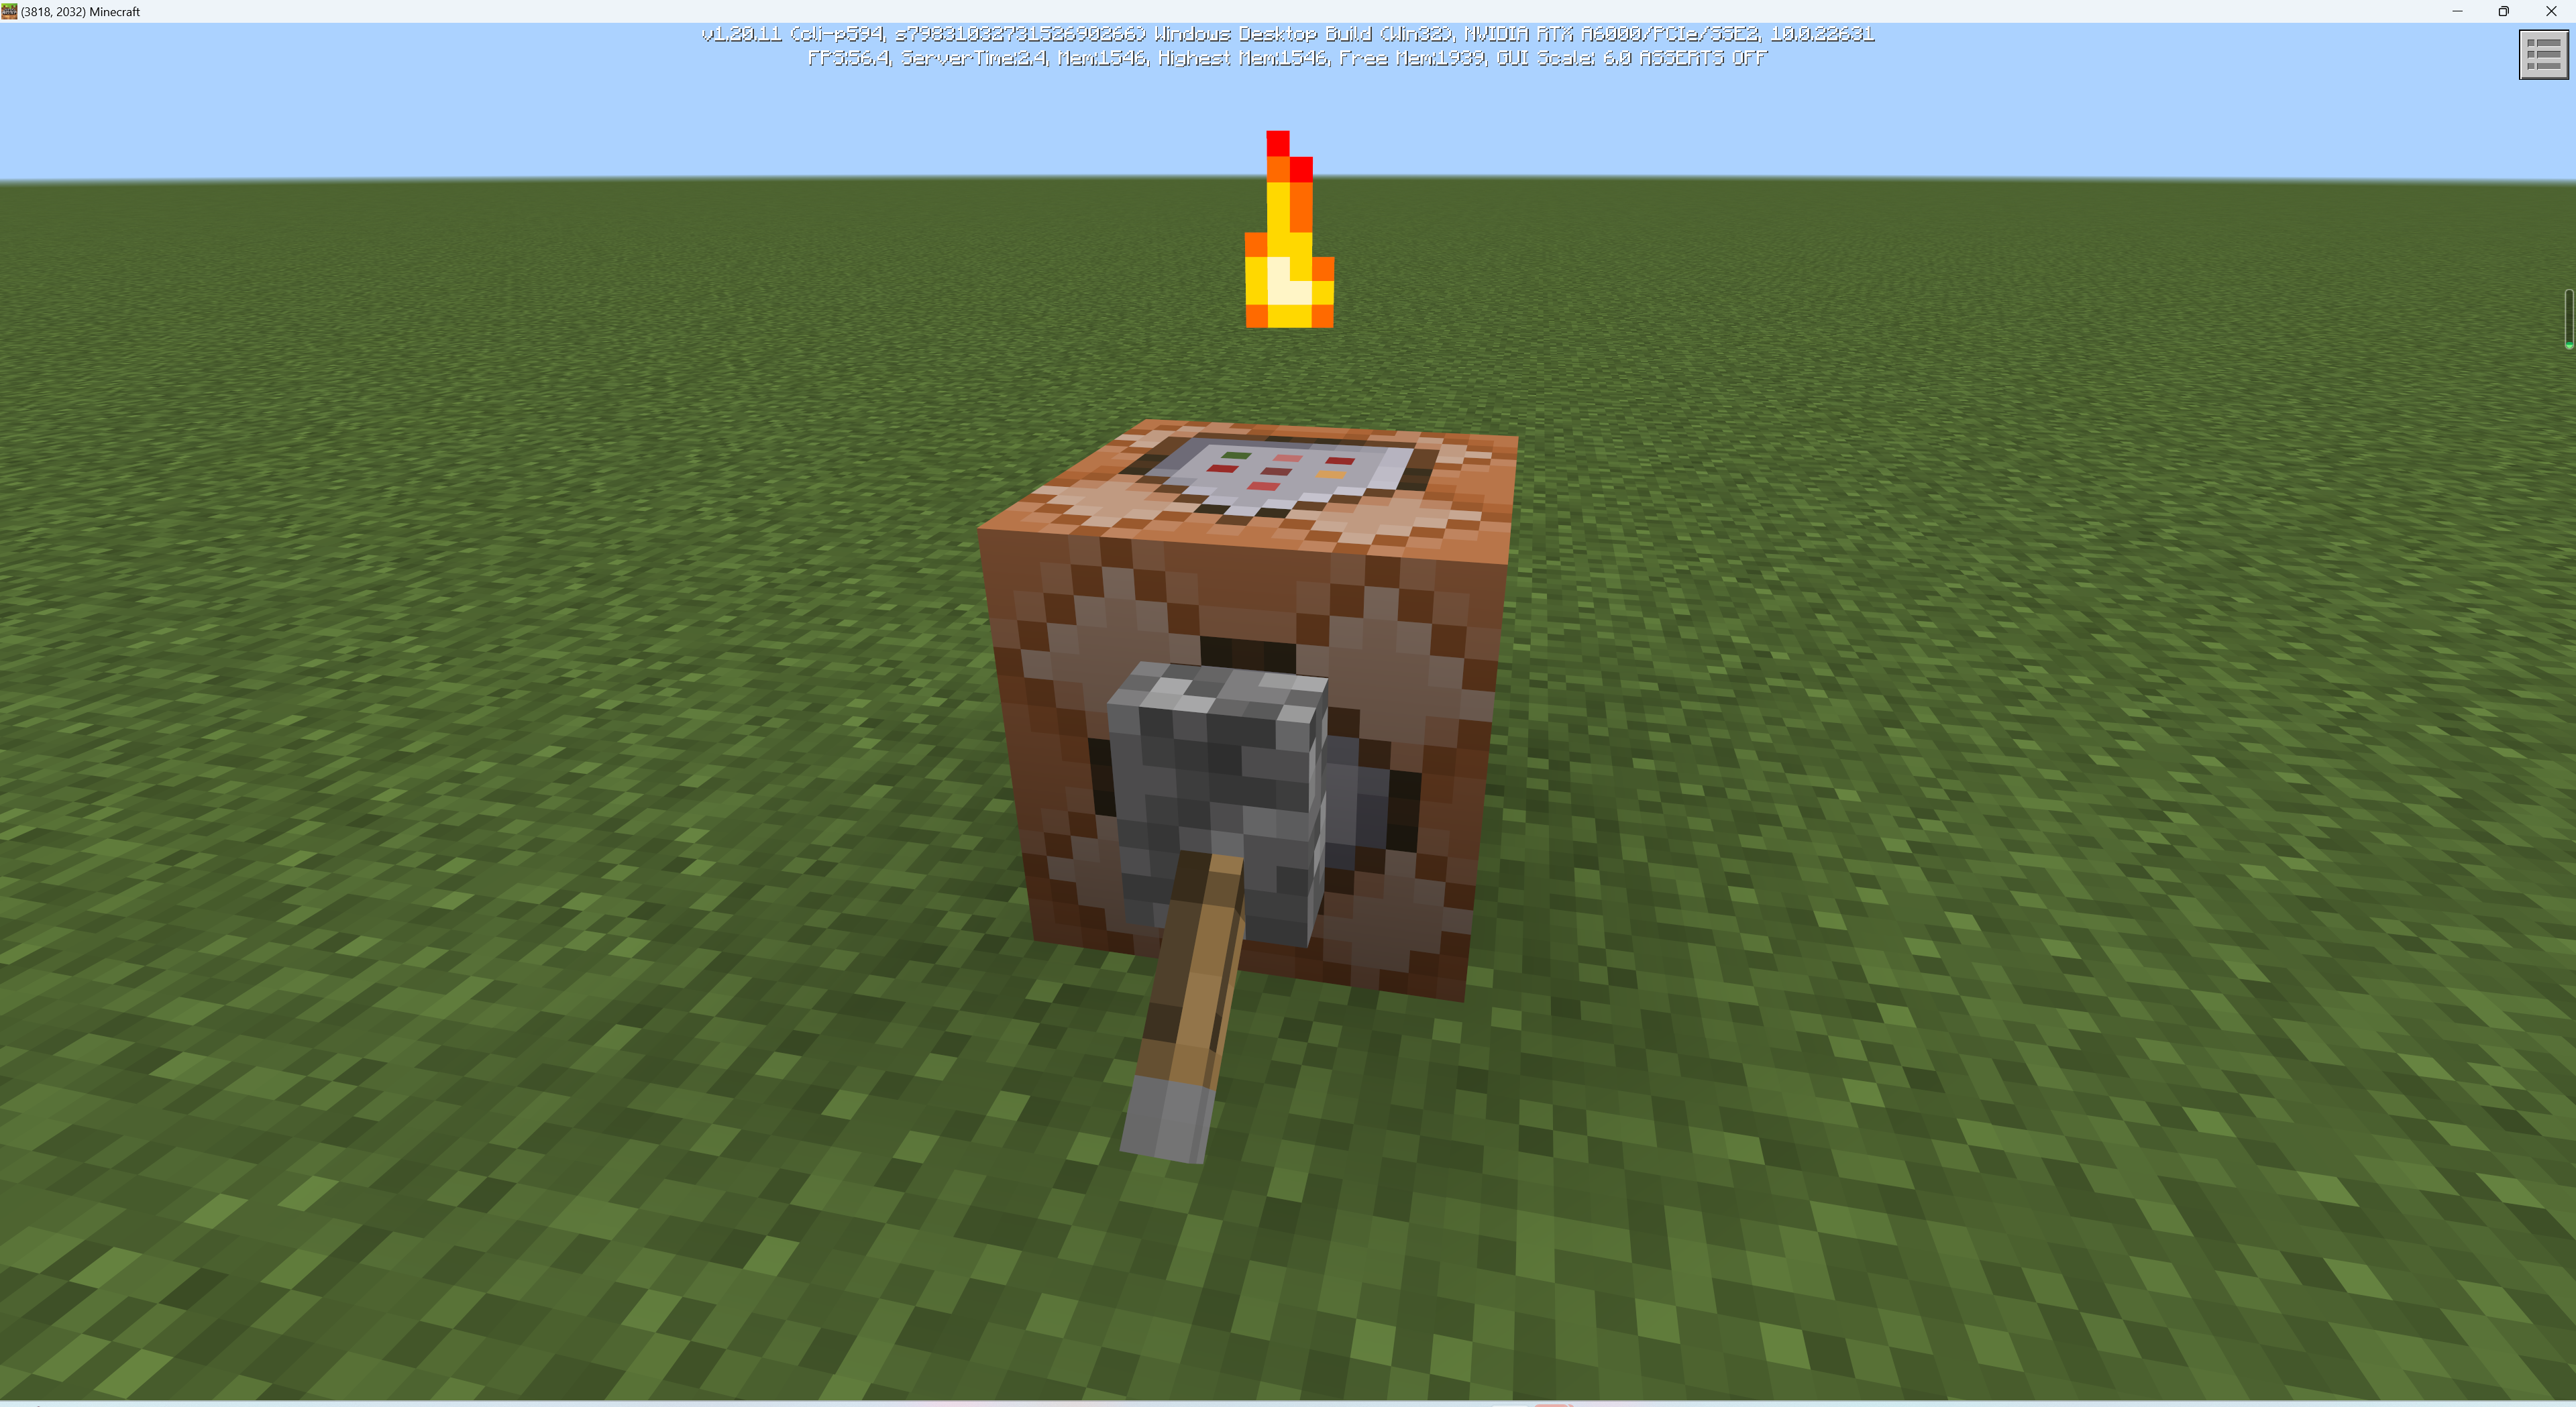 (3818, 2032) Minecraft
v1.20.11 (cli-p594, s79831032731526902​66) Windows Desktop Build (Win32), NVIDIA RTX A6000/PCIe/SSE2, 10.0.22631
FPS:56.4, ServerTime:2.4, Mem:1546, Highest Mem:1546, Free Mem:1939, GUI Scale: 6.0 ASSERTS OFF